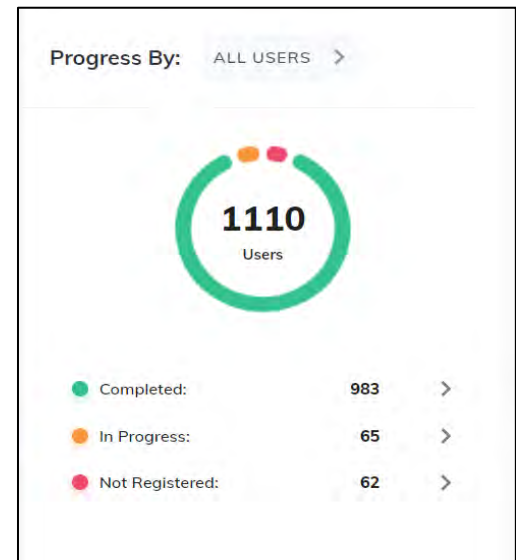 Progress By: ALL USERS
1110
Users
Completed: 983
In Progress: 65
Not Registered: 62